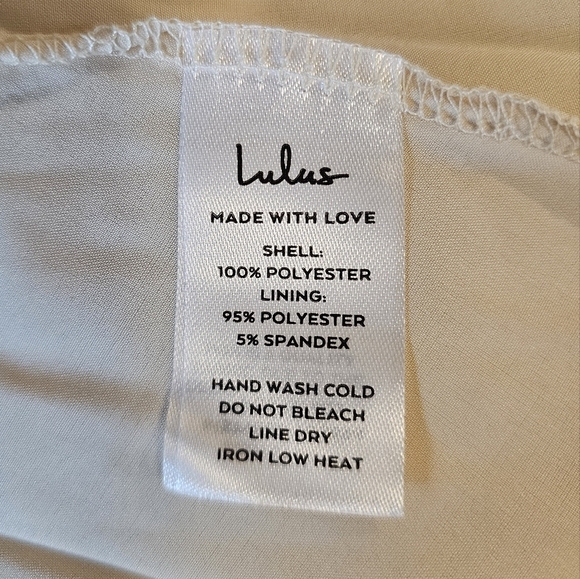 Lulus
MADE WITH LOVE
SHELL:
100% POLYESTER
LINING:
95% POLYESTER
5% SPANDEX
HAND WASH COLD
DO NOT BLEACH
LINE DRY
IRON LOW HEAT